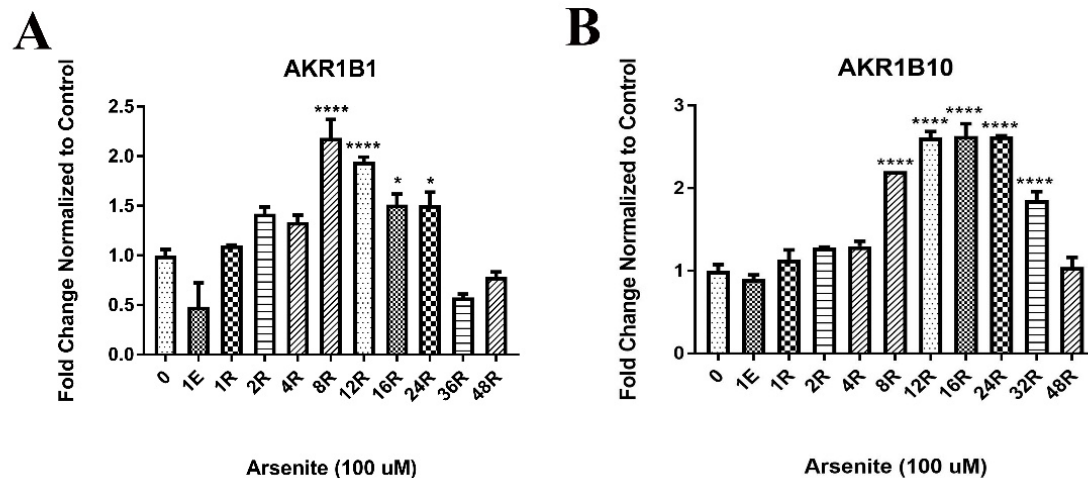 A
AKR1B1
Fold Change Normalized to Control
2.5
2.0
1.5
1.0
0.5
0.0
****
****
*
*
0
1E
1R
2R
4R
8R
12R
16R
24R
36R
48R
Arsenite (100 uM)
B
AKR1B10
Fold Change Normalized to Control
3
2
1
0
****
****
****
****
****
0
1E
1R
2R
4R
8R
12R
16R
24R
32R
48R
Arsenite (100 uM)